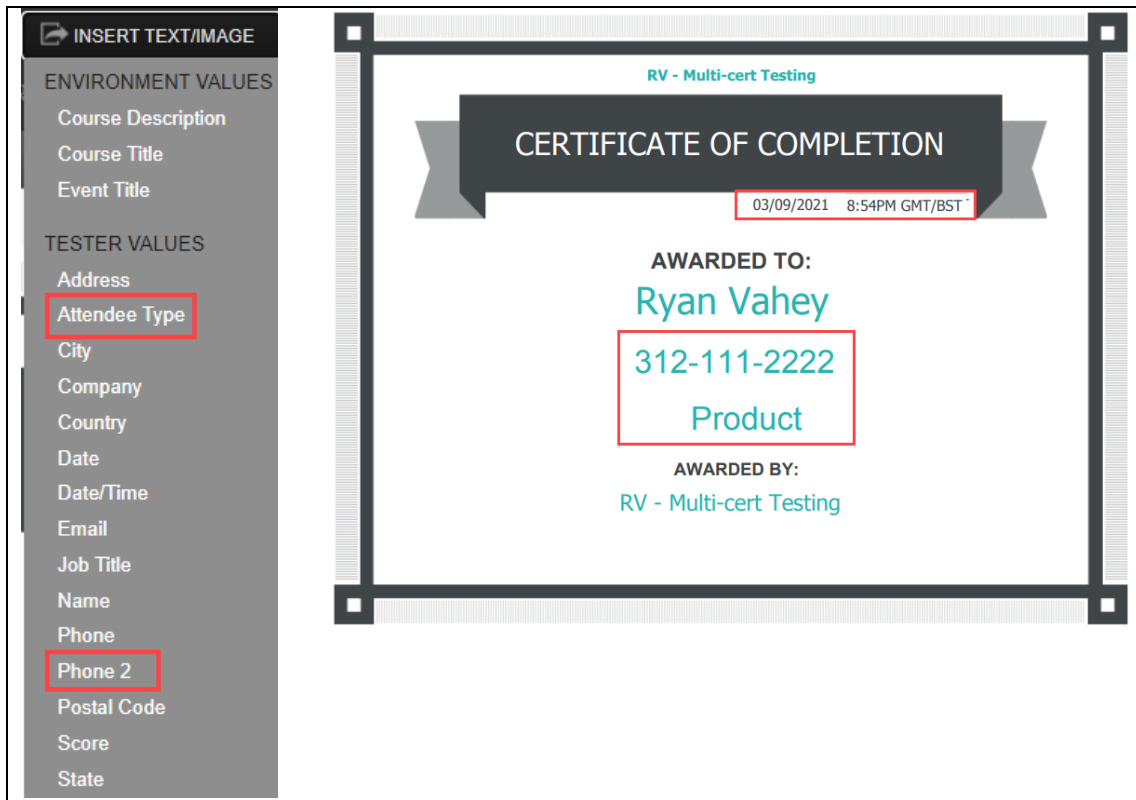 INSERT TEXT/IMAGE
ENVIRONMENT VALUES
Course Description
Course Title
Event Title
TESTER VALUES
Address
Attendee Type
City
Company
Country
Date
Date/Time
Email
Job Title
Name
Phone
Phone 2
Postal Code
Score
State
RV - Multi-cert Testing
CERTIFICATE OF COMPLETION
03/09/2021 8:54PM GMT/BST
AWARDED TO:
Ryan Vahey
312-111-2222
Product
AWARDED BY:
RV - Multi-cert Testing